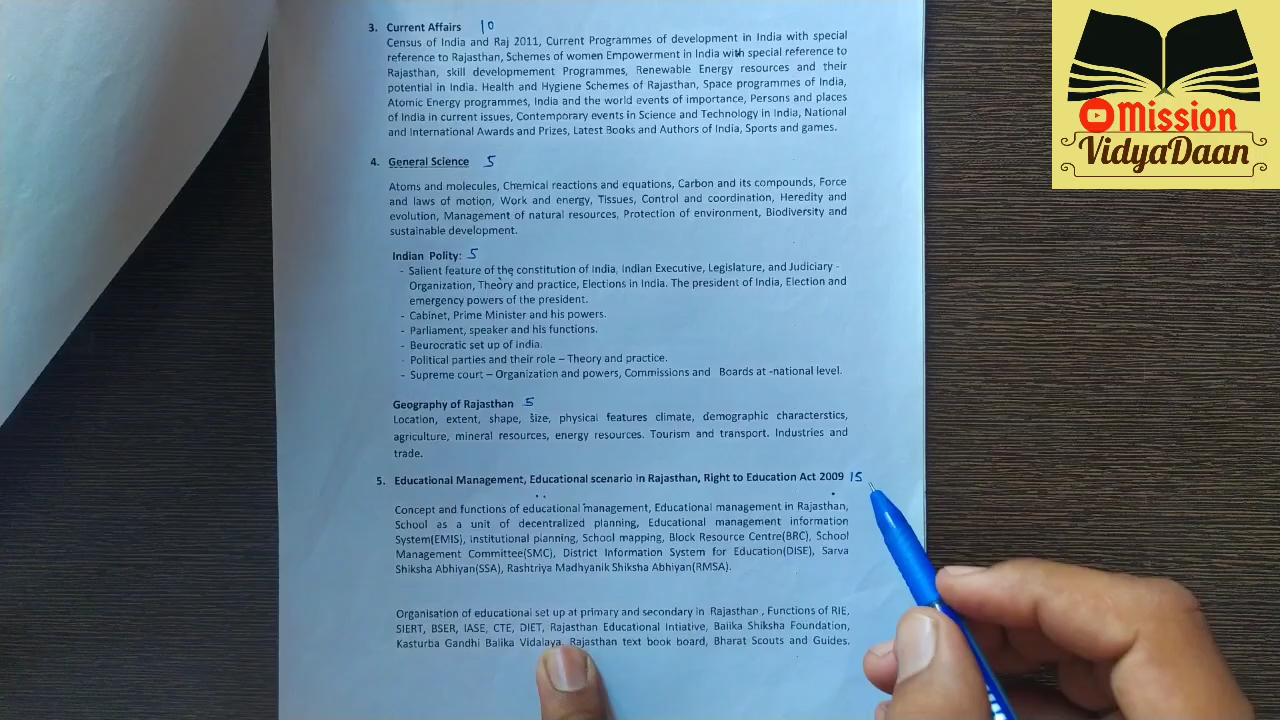 3. Current Affairs 10
Census of India and Raj 2011, Current Programmes of development in India with special
reference to Rajasthan, Schemes of women Empowerment in India with special reference to
Rajasthan, skill developmement Programmes, Renewable Energy resources and their
potential in India. Health and Hygiene Schemes of Rajasthan, Space programmes of India,
Atomic Energy programmes, India and the world events of importance, Persons and places
of India in current issues, Contemporary events in Science and Technology in India, National
and International Awards and Prizes, Latest Books and Authors of India, Sports and games.
4. General Science 5
Atoms and molecules, Chemical reactions and equations, Carbon and its compounds, Force
and laws of motion, Work and energy, Tissues, Control and coordination, Heredity and
evolution, Management of natural resources, Protection of environment, Biodiversity and
sustainable development.
Indian Polity: 5
- Salient feature of the constitution of India, Indian Executive, Legislature, and Judiciary -
Organization, Theory and practice, Elections in India. The president of India, Election and
emergency powers of the president.
- Cabinet, Prime Minister and his powers.
- Parliament, speaker and his functions.
- Beurocratic set up of india.
- Political parties and their role – Theory and practice.
- Supreme court – Organization and powers, Commissions and Boards at -national level.
Geography of Rajasthan 5
Location, extent, shape, size, physical features climate, demographic characterstics,
agriculture, mineral resources, energy resources. Tourism and transport. Industries and
trade.
5. Educational Management, Educational scenario in Rajasthan, Right to Education Act 2009 15
Concept and functions of educational management, Educational management in Rajasthan,
School as a unit of decentralized planning, Educational management information
System(EMIS), institutional planning, School mapping, Block Resource Centre(BRC), School
Management Committee(SMC), District Information System for Education(DISE), Sarva
Shiksha Abhiyan(SSA), Rashtriya Madhyanik Shiksha Abhiyan(RMSA).
Organisation of educational set up at primary and secondary in Rajasthan , Functions of RIE,
SIERT, BSER, IASE, CTE, DIET, Rajasthan Educational Intiative, Balika Shiksha Foundation,
Kasturba Gandhi Balika Vidalaya, Rajasthan text book board, Bharat Scouts and Guides.
Mission
VidyaDaan